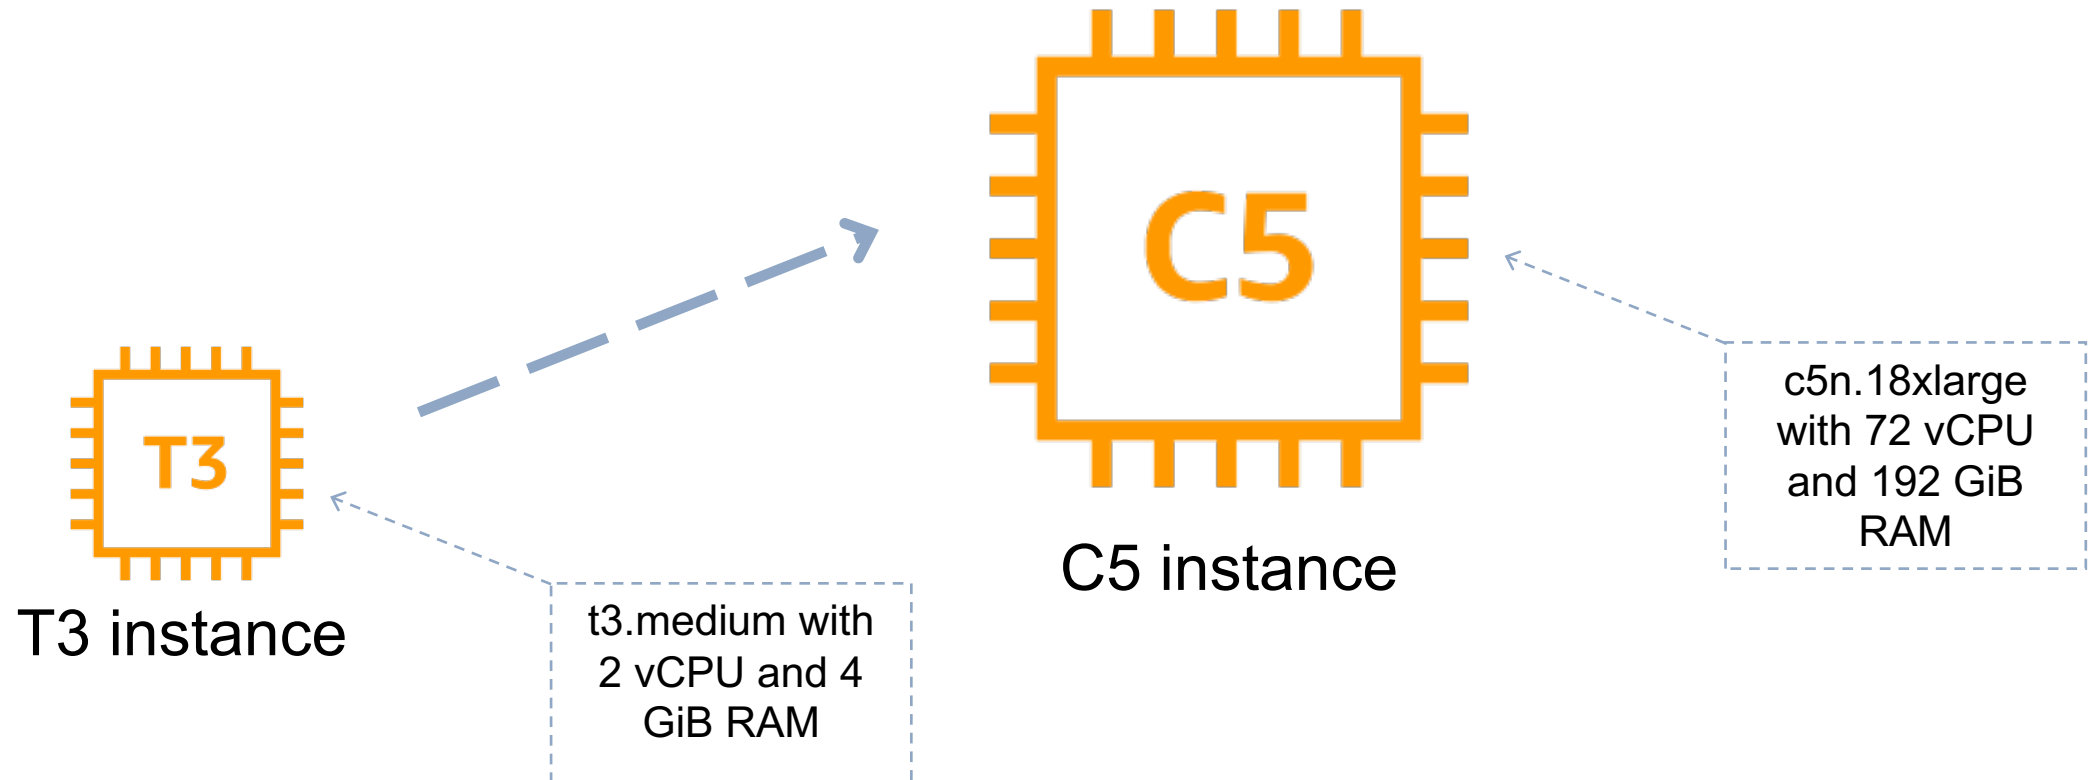 C5
C5 instance
c5n.18xlarge
with 72 vCPU
and 192 GiB
RAM
T3
T3 instance
t3.medium with
2 vCPU and 4
GiB RAM